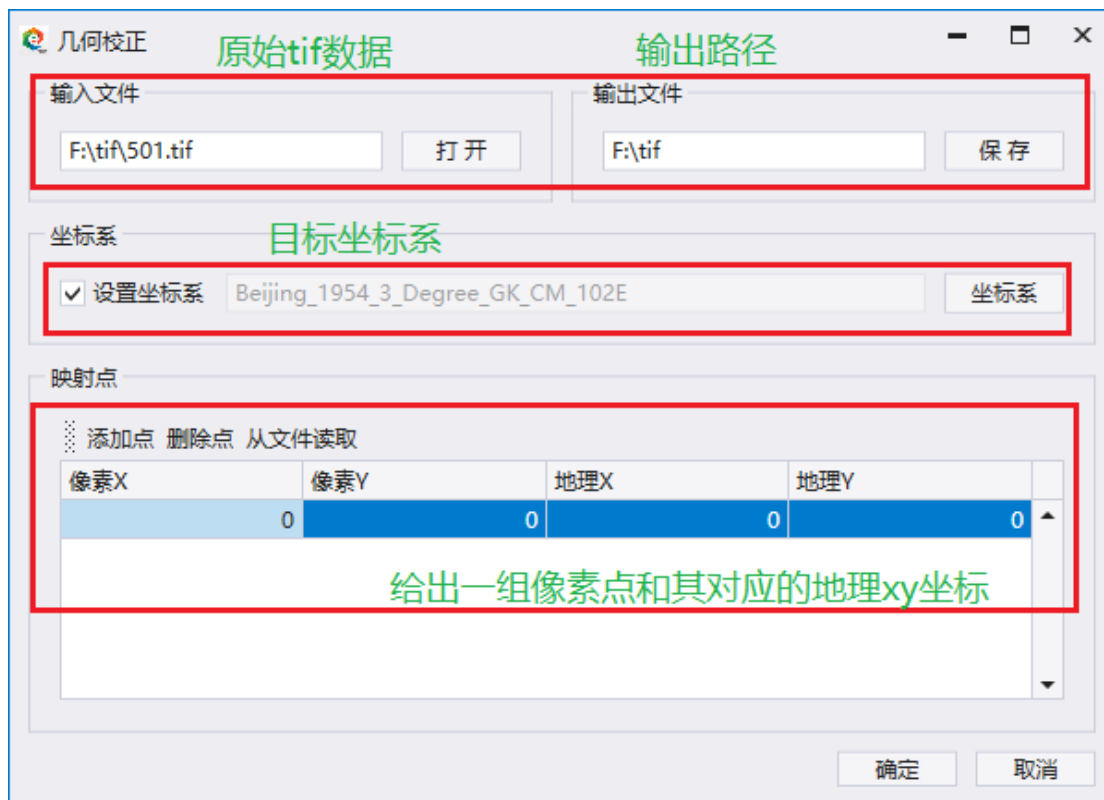 几何校正
原始tif数据
输出路径
输入文件
输出文件
F:\tif\501.tif
打开
F:\tif
保存
坐标系
目标坐标系
设置坐标系
Beijing_1954_3_Degree_GK_CM_102E
坐标系
映射点
添加点 删除点 从文件读取
像素X 像素Y 地理X 地理Y
0 0 0 0
给出一组像素点和其对应的地理xy坐标
确定
取消